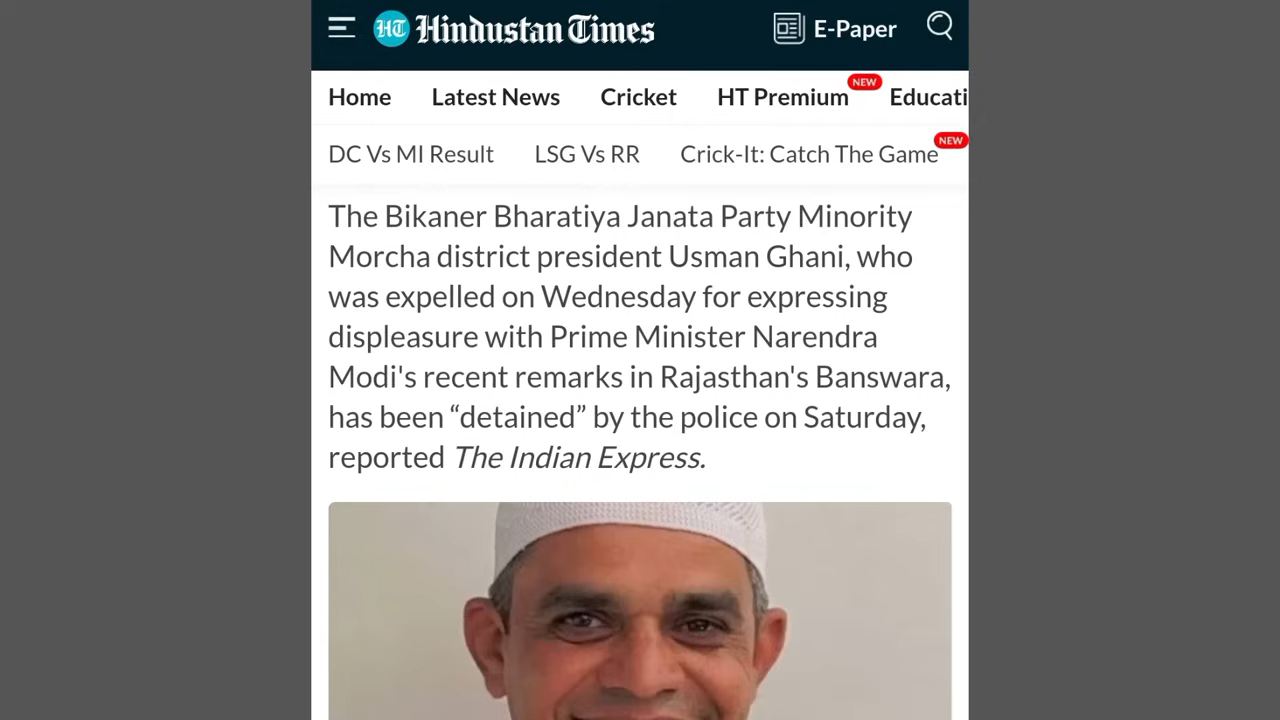 HT Hindustan Times E-Paper
Home Latest News Cricket HT Premium NEW Educati
DC Vs MI Result LSG Vs RR Crick-It: Catch The Game NEW
The Bikaner Bharatiya Janata Party Minority
Morcha district president Usman Ghani, who
was expelled on Wednesday for expressing
displeasure with Prime Minister Narendra
Modi's recent remarks in Rajasthan's Banswara,
has been “detained” by the police on Saturday,
reported The Indian Express.